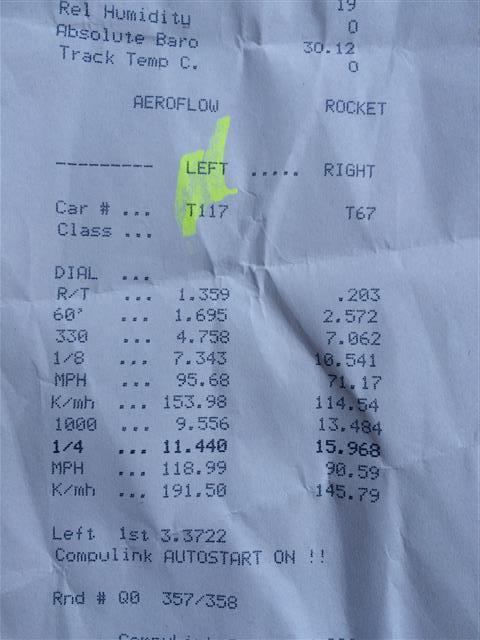 Rel Humidity 19
Absolute Baro 0
Track Temp C. 30.12
0
AEROFLOW ROCKET
--------- LEFT ..... RIGHT
Car # ... T117 T67
Class ...
DIAL ...
R/T ... 1.359 .203
60' ... 1.695 2.572
330 ... 4.758 7.062
1/8 ... 7.343 10.541
MPH ... 95.68 71.17
K/mh ... 153.98 114.54
1000 ... 9.556 13.484
1/4 ... 11.440 15.968
MPH ... 118.99 90.59
K/mh ... 191.50 145.79
Left 1st 3.3722
Compulink AUTOSTART ON !!
Rnd # Q0 357/358